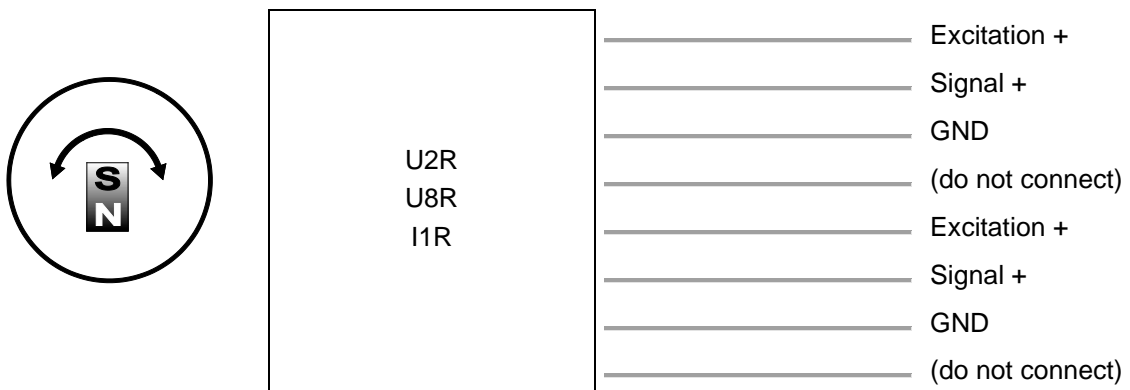 Excitation +
Signal +
GND
(do not connect)
Excitation +
Signal +
GND
(do not connect)
U2R
U8R
I1R
S
N